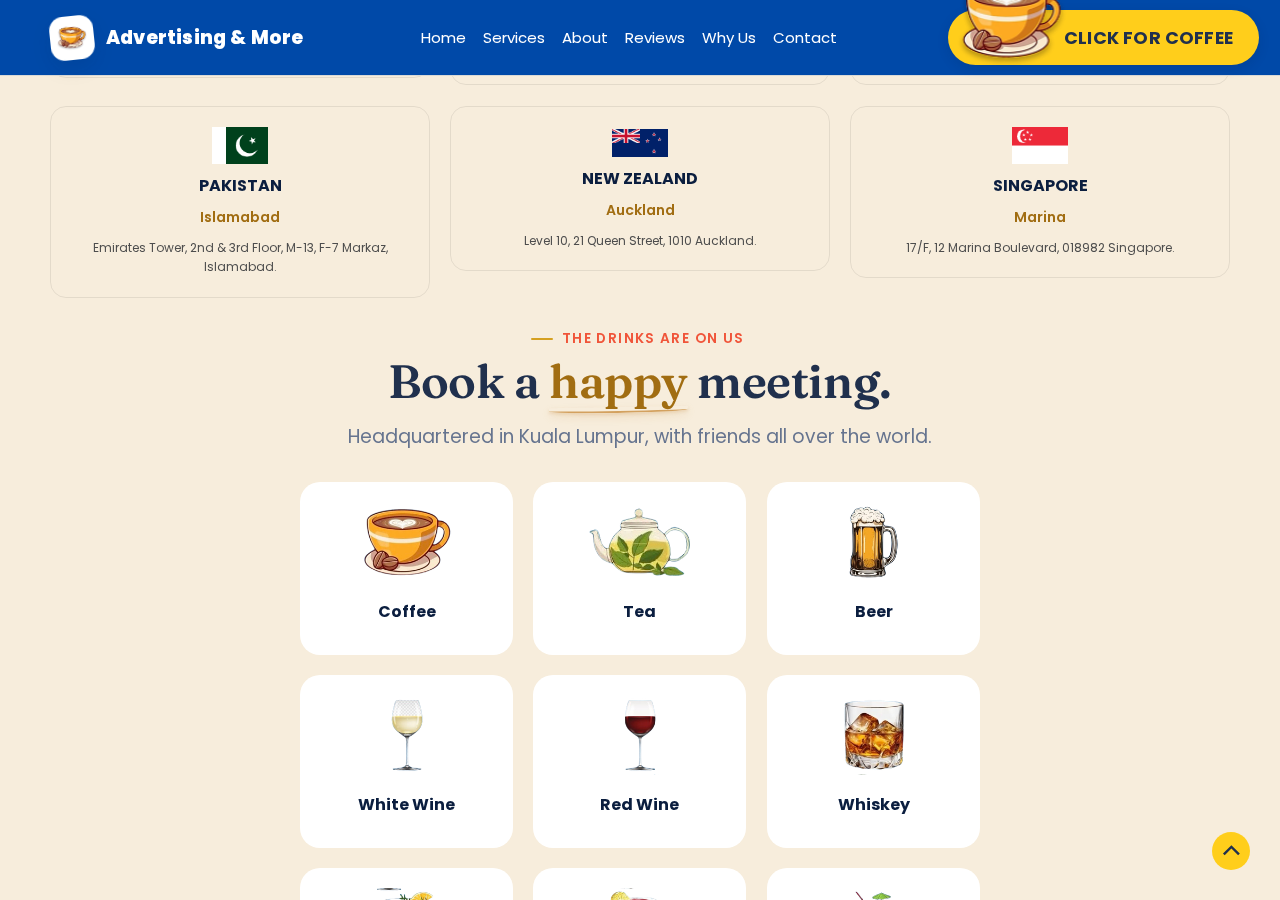 Advertising & More
Home Services About Reviews Why Us Contact
CLICK FOR COFFEE
PAKISTAN
Islamabad
Emirates Tower, 2nd & 3rd Floor, M-13, F-7 Markaz,
Islamabad.
NEW ZEALAND
Auckland
Level 10, 21 Queen Street, 1010 Auckland.
SINGAPORE
Marina
17/F, 12 Marina Boulevard, 018982 Singapore.
THE DRINKS ARE ON US
Book a happy meeting.
Headquartered in Kuala Lumpur, with friends all over the world.
Coffee
Tea
Beer
White Wine
Red Wine
Whiskey